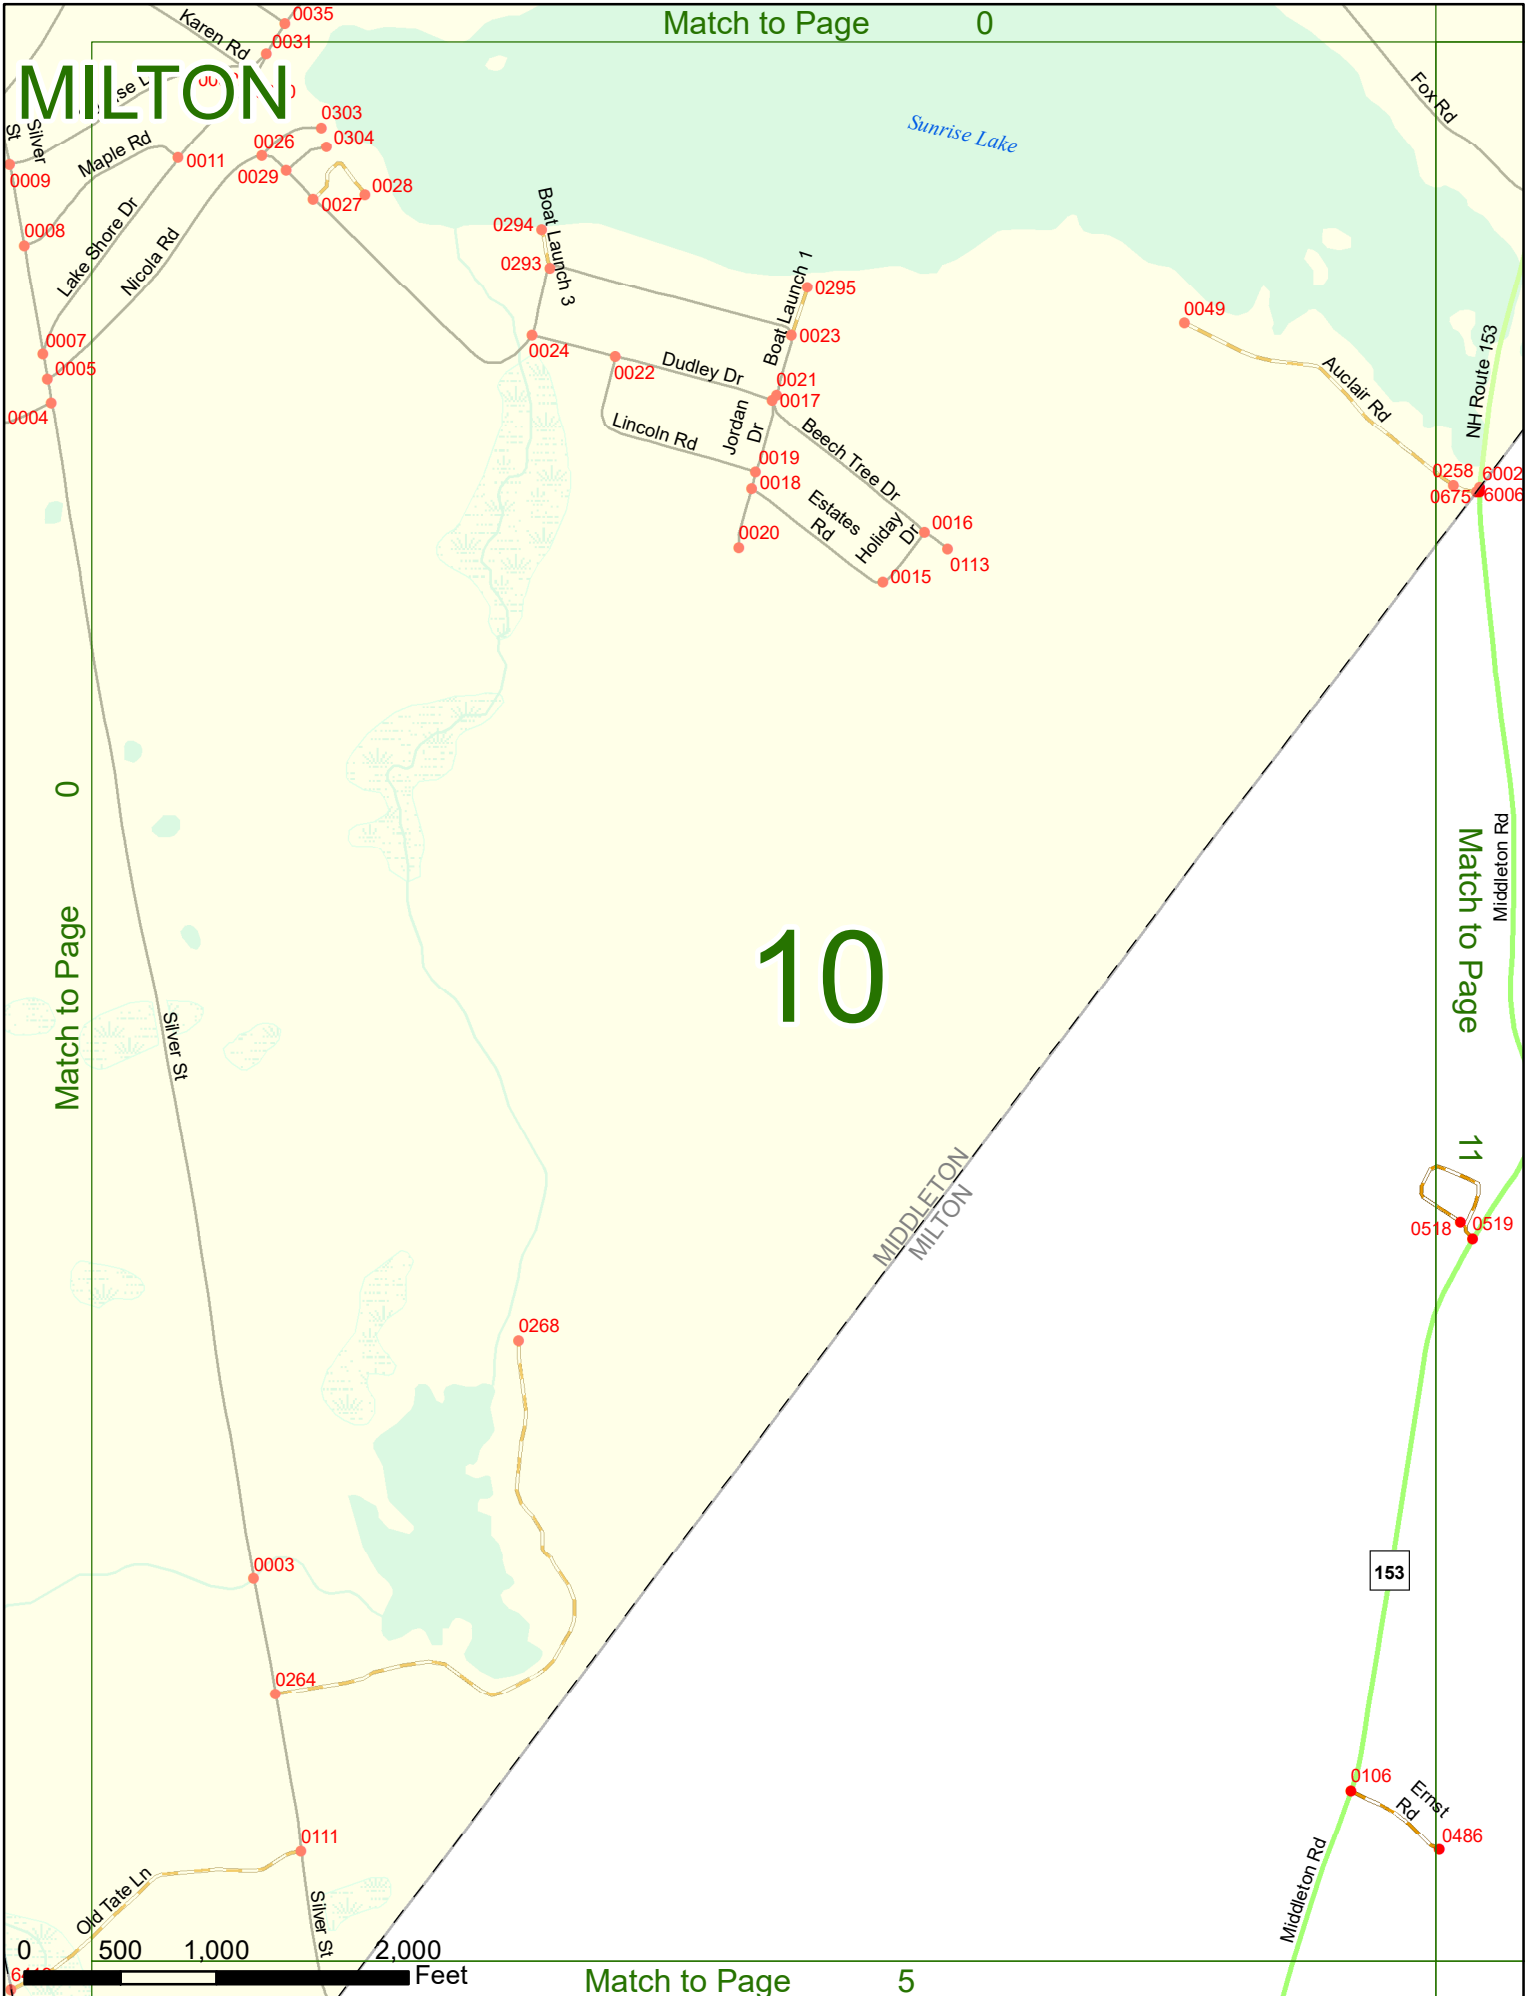 Match to Page 0
MILTON
Karen Rd
0035
0031
Fox Rd
Sunrise Lake
Silver
St
Maple Rd
0303
0304
0026
0011
0029
0009
0028
0027
0008
Lake Shore Dr
Nicola Rd
0294
Boat Launch 3
0293
Boat Launch 1
0295
0049
0007
0005
0004
0024
0023
0022
Dudley Dr
0021
0017
Auclair Rd
NH Route 153
Lincoln Rd
Jordan
Dr
Beech Tree Dr
0019
0018
Estates
Rd
Holiday
Dr
0016
0113
0015
0020
0258
6002
0675
6006
Match to Page 0
10
Middleton Rd
Match to Page 11
Silver St
MIDDLETON
MILTON
0518
0519
0268
153
0003
0264
0106
Ernst
Rd
0486
0111
Middleton Rd
Old Tate Ln
Silver St
0 500 1,000 2,000
Feet
Match to Page 5